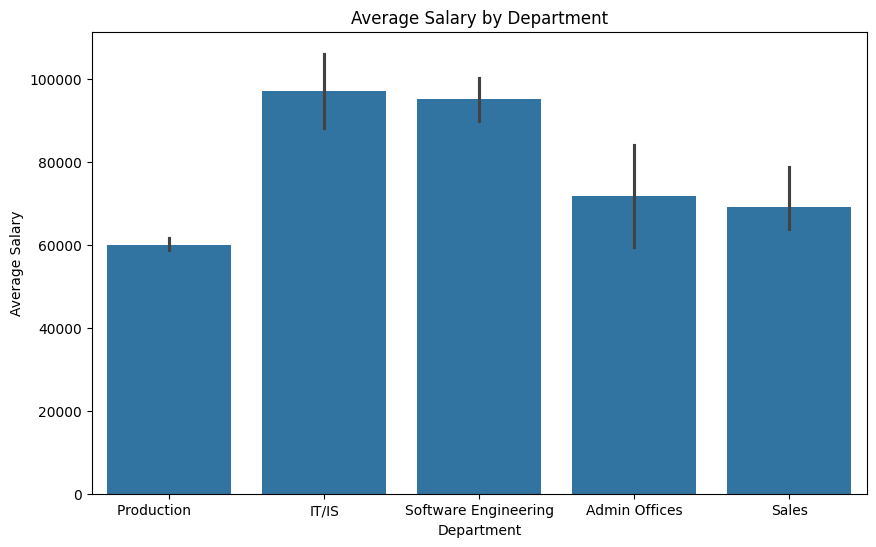 Average Salary by Department
Average Salary
100000
80000
60000
40000
20000
0
Production IT/IS Software Engineering Admin Offices Sales
Department